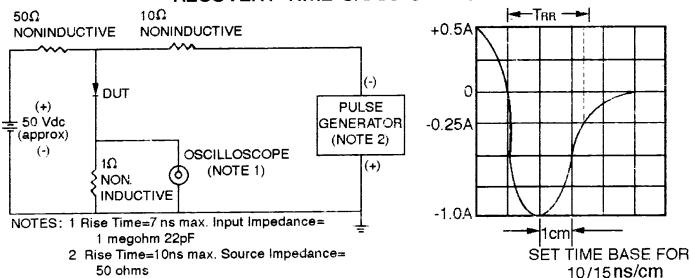 50Ω
NONINDUCTIVE
10Ω
NONINDUCTIVE
DUT
(+)
50 Vdc
(approx)
(-)
1Ω
NON.
INDUCTIVE
OSCILLOSCOPE
(NOTE 1)
(-)
PULSE
GENERATOR
(NOTE 2)
(+)
NOTES: 1 Rise Time=7 ns max. Input Impedance=
1 megohm 22pF
2 Rise Time=10ns max. Source Impedance=
50 ohms
TRR
+0.5A
0
-0.25A
-1.0A
1cm
SET TIME BASE FOR
10/15 ns/cm